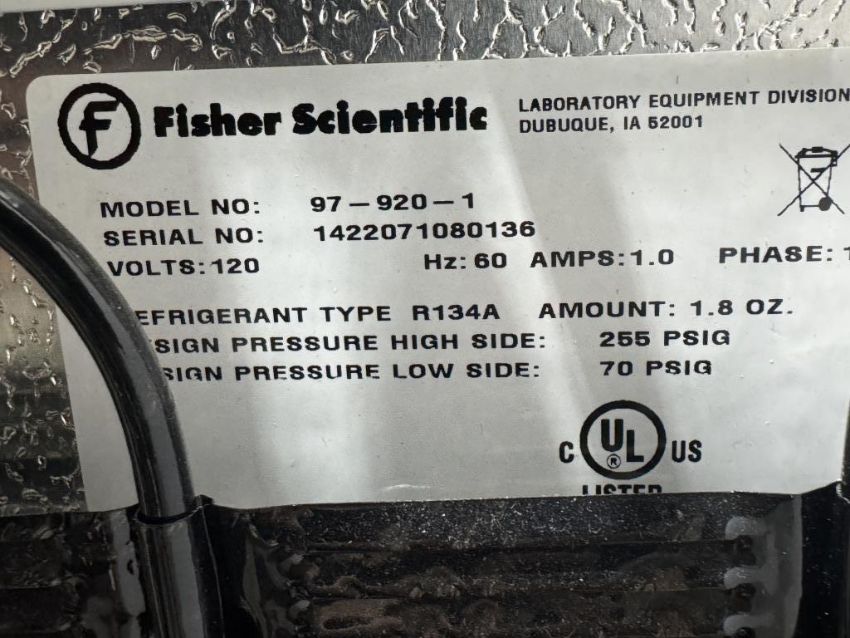 F Fisher Scientific
LABORATORY EQUIPMENT DIVISION
DUBUQUE, IA 52001
MODEL NO: 97-920-1
SERIAL NO: 1422071080136
VOLTS:120 Hz:60 AMPS:1.0 PHASE:1
EFRIGERANT TYPE R134A AMOUNT: 1.8 OZ.
SIGN PRESSURE HIGH SIDE: 255 PSIG
SIGN PRESSURE LOW SIDE: 70 PSIG
C UL® US
LISTED